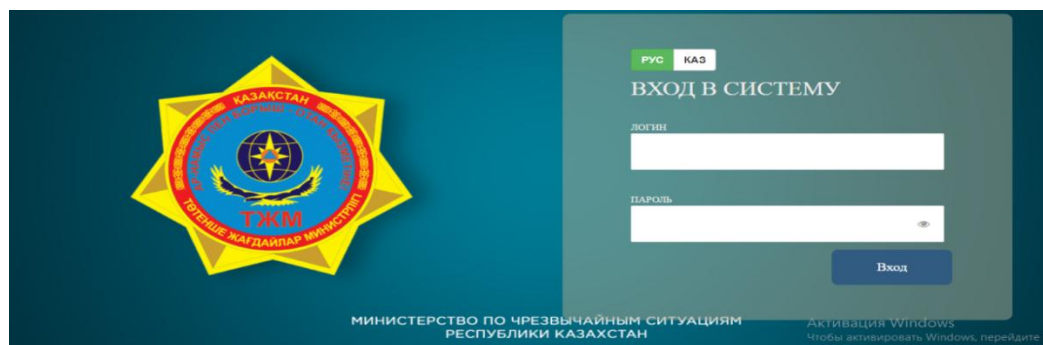 ҚАЗАҚСТАН
ТЖМ
ТӨТЕНШЕ ЖАҒДАЙЛАР МИНИСТРЛІГІ
РУС КАЗ
ВХОД В СИСТЕМУ
ЛОГИН
ПАРОЛЬ
Вход
МИНИСТЕРСТВО ПО ЧРЕЗВЫЧАЙНЫМ СИТУАЦИЯМ
РЕСПУБЛИКИ КАЗАХСТАН
Активация Windows
Чтобы активировать Windows, перейдите